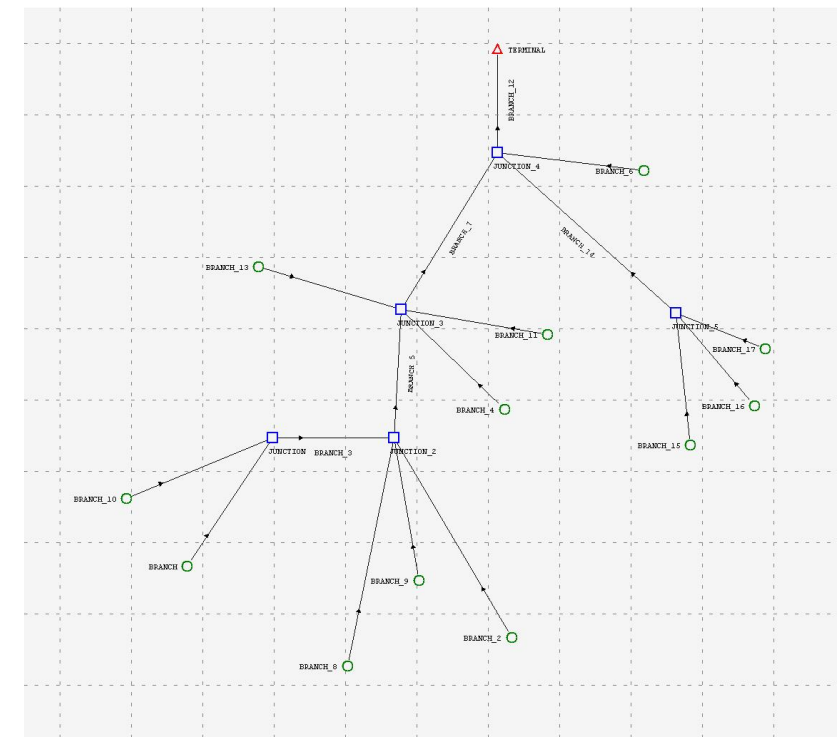 TERMINAL
BRANCH_12
JUNCTION_4
BRANCH_6
BRANCH_7
BRANCH_14
BRANCH_13
JUNCTION_3
JUNCTION_5
BRANCH_11
BRANCH_17
BRANCH_5
BRANCH_4
BRANCH_16
BRANCH_15
JUNCTION
BRANCH_3
JUNCTION_2
BRANCH_10
BRANCH
BRANCH_9
BRANCH_2
BRANCH_8